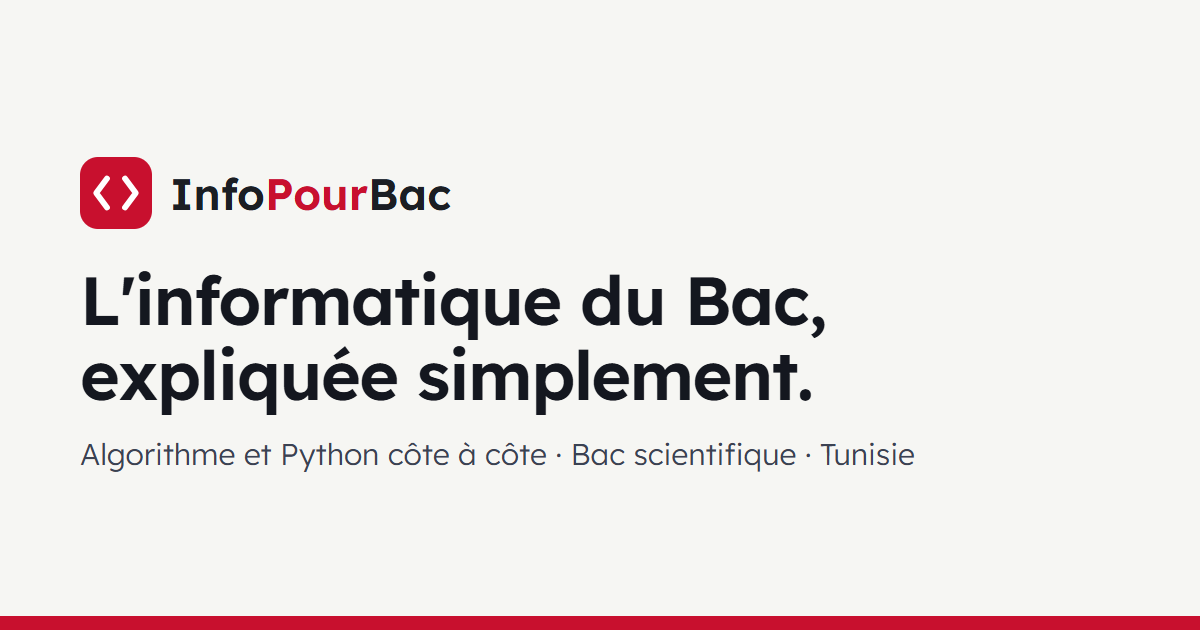 InfoPourBac
L'informatique du Bac,
expliquée simplement.
Algorithme et Python côte à côte · Bac scientifique · Tunisie